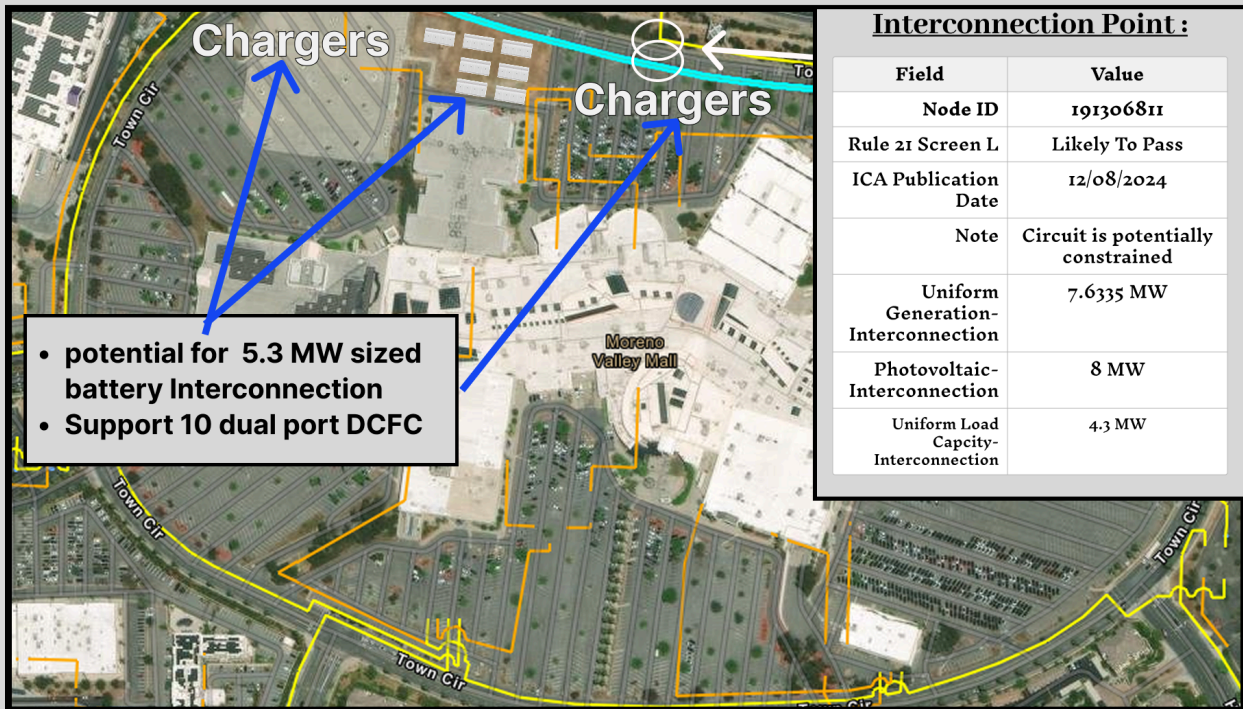 Chargers
Chargers
Town Cir
To
• potential for 5.3 MW sized
battery Interconnection
• Support 10 dual port DCFC
Moreno
Valley Mall
Town Cir
Town Cir
Town Cir
Town Cir
Interconnection Point :
Field Value
Node ID 191306811
Rule 21 Screen L Likely To Pass
ICA Publication
Date 12/08/2024
Note Circuit is potentially
constrained
Uniform
Generation-
Interconnection 7.6335 MW
Photovoltaic-
Interconnection 8 MW
Uniform Load
Capcity-
Interconnection 4.3 MW